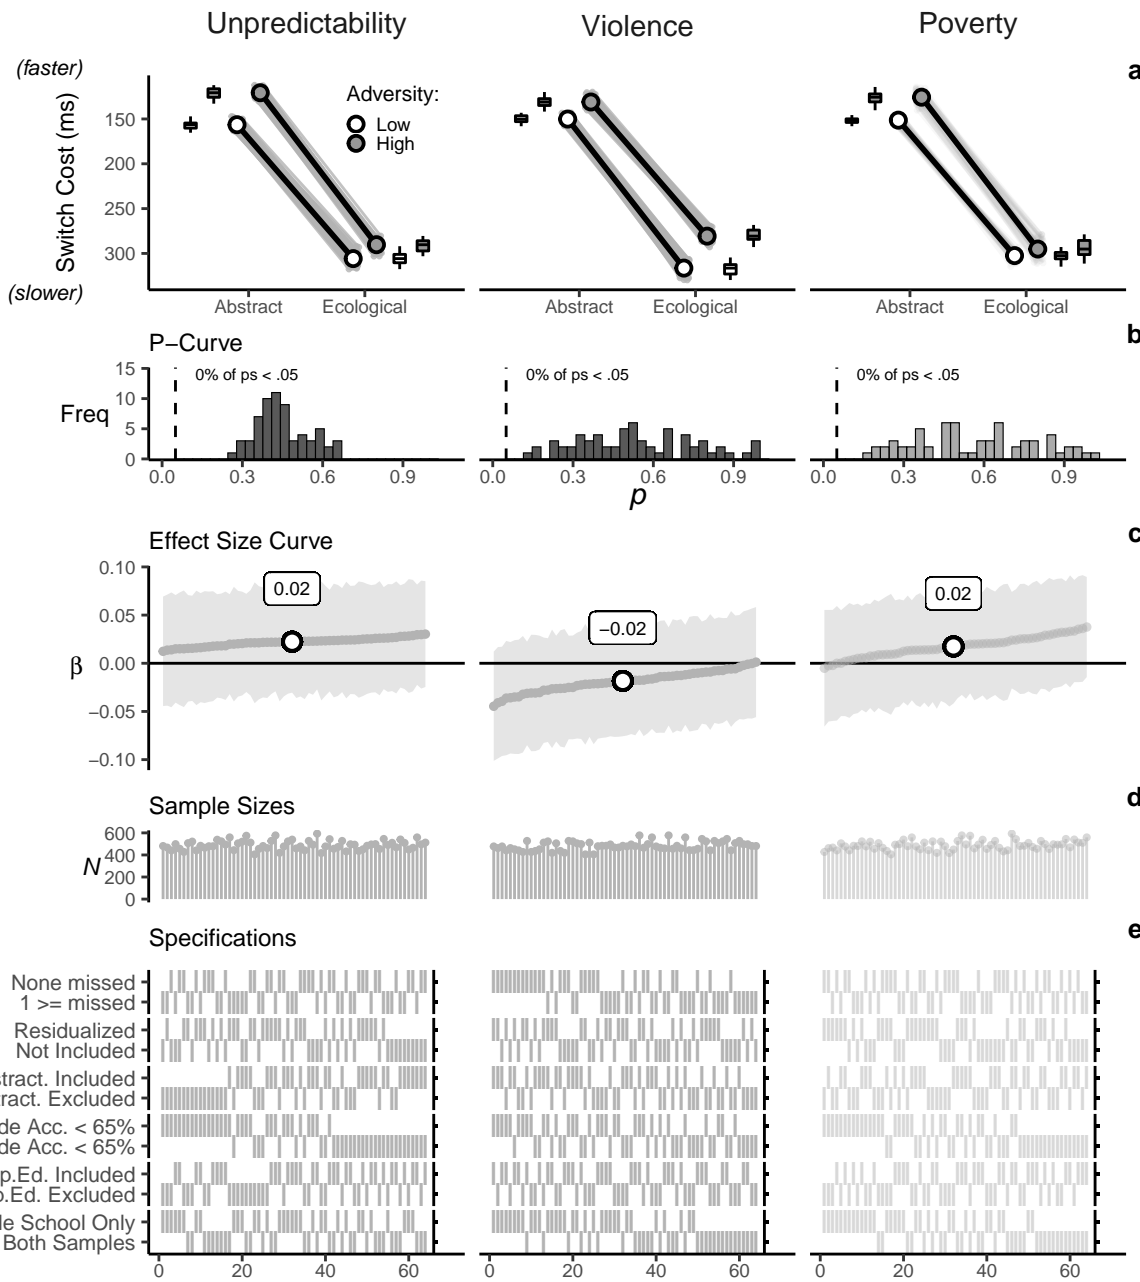 Unpredictability Violence Poverty
(faster) a
Switch Cost (ms)
150
200
250
300
Adversity:
Low
High
(slower)
Abstract Ecological Abstract Ecological Abstract Ecological
b
P−Curve
Freq
15
10
5
0
0% of ps < .05 0% of ps < .05 0% of ps < .05
0.0 0.3 0.6 0.9 0.0 0.3 0.6 0.9 0.0 0.3 0.6 0.9
p
c
Effect Size Curve
β
0.10
0.05
0.00
−0.05
−0.10
0.02 −0.02 0.02
d
Sample Sizes
N
600
400
200
0
e
Specifications
None missed
1 >= missed
Residualized
Not Included
stract. Included
tract. Excluded
de Acc. < 65%
de Acc. < 65%
p.Ed. Included
p.Ed. Excluded
le School Only
Both Samples
0 20 40 60 0 20 40 60 0 20 40 60